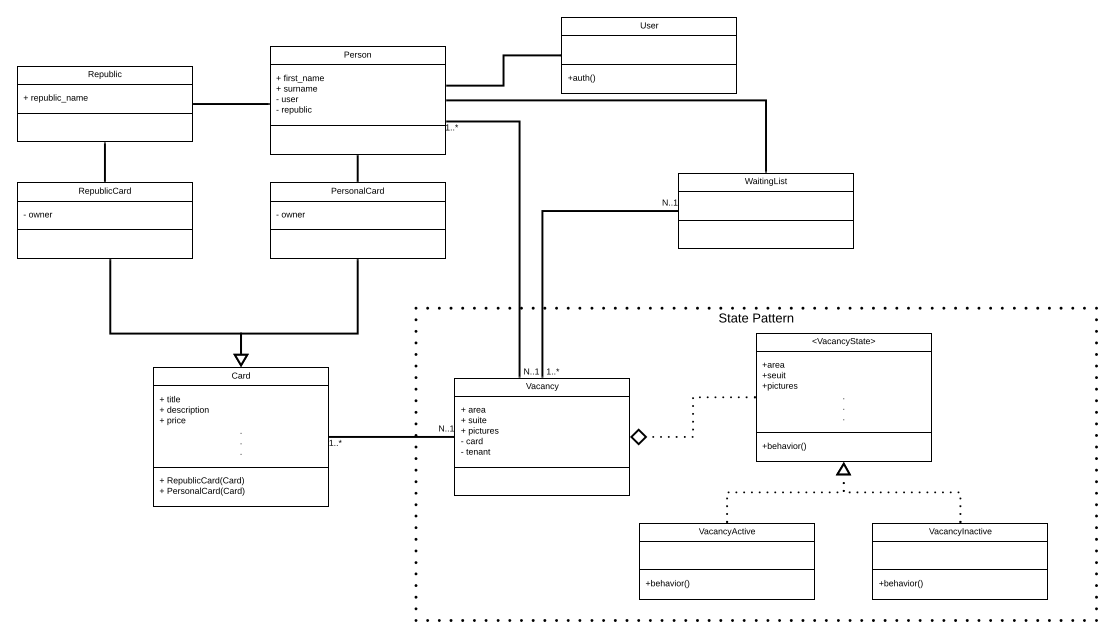 User
+auth()
Person
+ first_name
+ surname
- user
- republic
1..*
Republic
+ republic_name
RepublicCard
- owner
PersonalCard
- owner
WaitingList
N..1
State Pattern
<VacancyState>
+area
+seuit
+pictures
.
.
.
+behavior()
N..1
1..*
Vacancy
+ area
+ suite
+ pictures
- card
- tenant
Card
+ title
+ description
+ price
.
.
.
+ RepublicCard(Card)
+ PersonalCard(Card)
1..*
N..1
VacancyActive
+behavior()
VacancyInactive
+behavior()